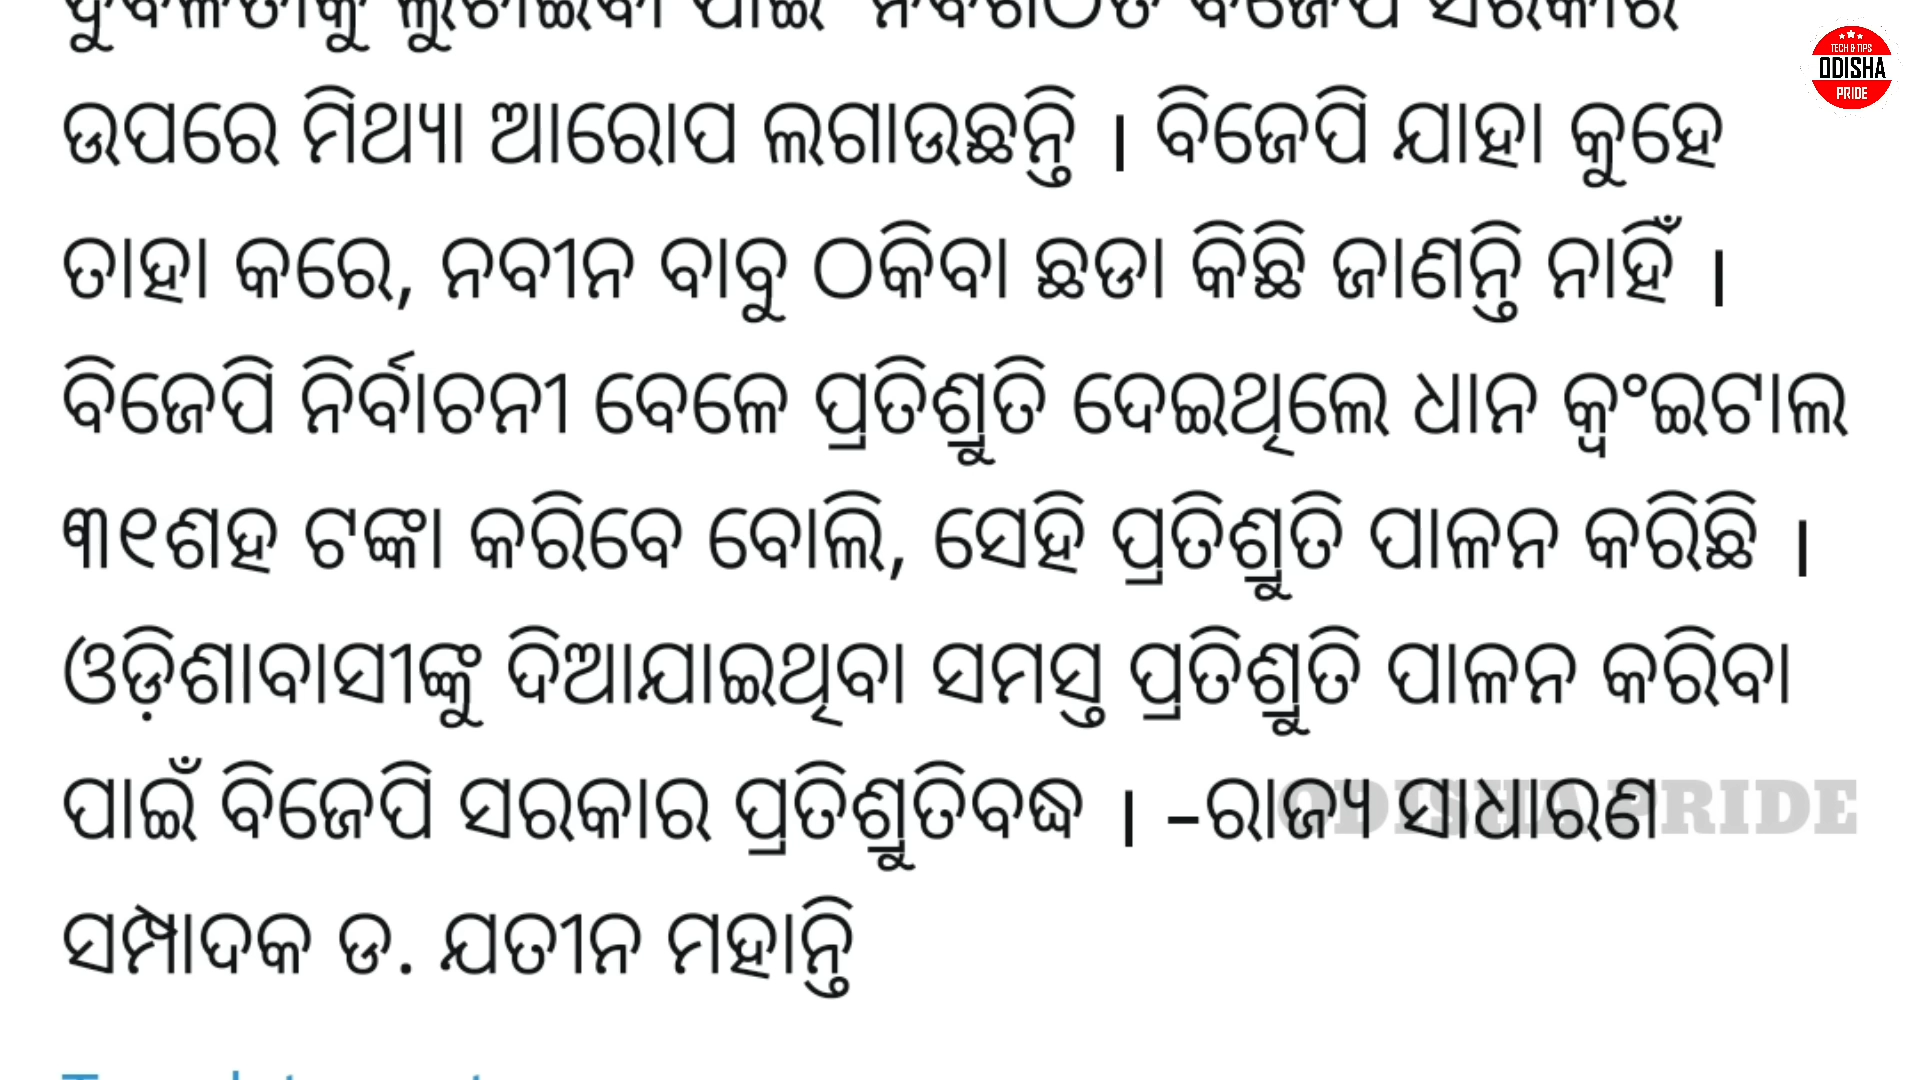 ଉପରେ ମିଥ୍ୟା ଆରୋପ ଲଗାଉଛନ୍ତି । ବିଜେପି ଯାହା କୁହେ
ତାହା କରେ, ନବୀନ ବାବୁ ଠକିବା ଛଡା କିଛି ଜାଣନ୍ତି ନାହିଁ ।
ବିଜେପି ନିର୍ବାଚନୀ ବେଳେ ପ୍ରତିଶ୍ରୁତି ଦେଇଥିଲେ ଧାନ କ୍ୱଂଇଟାଲ
୩୧ଶହ ଟଙ୍କା କରିବେ ବୋଲି, ସେହି ପ୍ରତିଶ୍ରୁତି ପାଳନ କରିଛି ।
ଓଡ଼ିଶାବାସୀଙ୍କୁ ଦିଆଯାଇଥିବା ସମସ୍ତ ପ୍ରତିଶ୍ରୁତି ପାଳନ କରିବା
ପାଇଁ ବିଜେପି ସରକାର ପ୍ରତିଶ୍ରୁତିବଦ୍ଧ । –ରାଜ୍ୟ ସାଧାରଣ
ସମ୍ପାଦକ ଡ. ଯତୀନ ମହାନ୍ତି
TECH & TIPS
ODISHA
PRIDE
ODISHA PRIDE